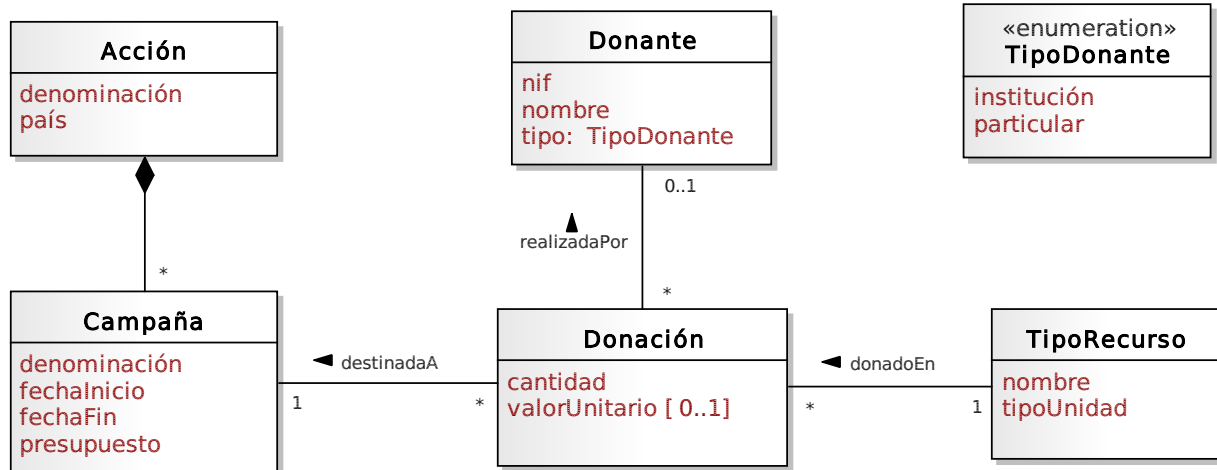 Acción
denominación
país
Donante
nif
nombre
tipo: TipoDonante
«enumeration»
TipoDonante
institución
particular
0..1
realizadaPor
*
*
Campaña
denominación
fechaInicio
fechaFin
presupuesto
destinadaA
1
*
Donación
cantidad
valorUnitario [ 0..1]
donadoEn
*
1
TipoRecurso
nombre
tipoUnidad